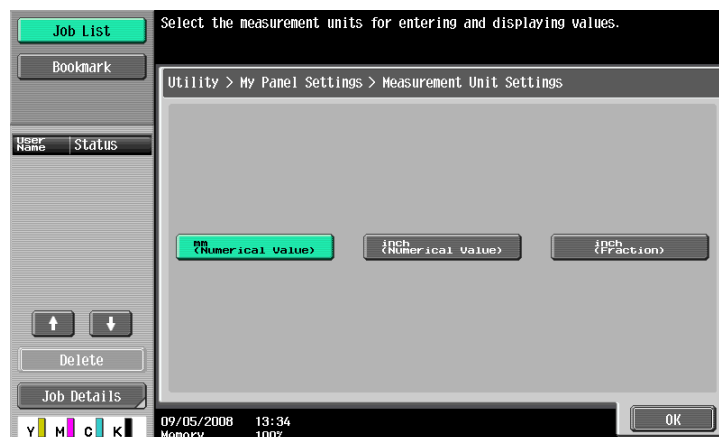 Job List
Bookmark
User
Name
Status
Delete
Job Details
Y M C K
Select the measurement units for entering and displaying values.
Utility > My Panel Settings > Measurement Unit Settings
mm
(Numerical Value)
inch
(Numerical Value)
inch
(Fraction)
09/05/2008 13:34
Memory 100%
OK